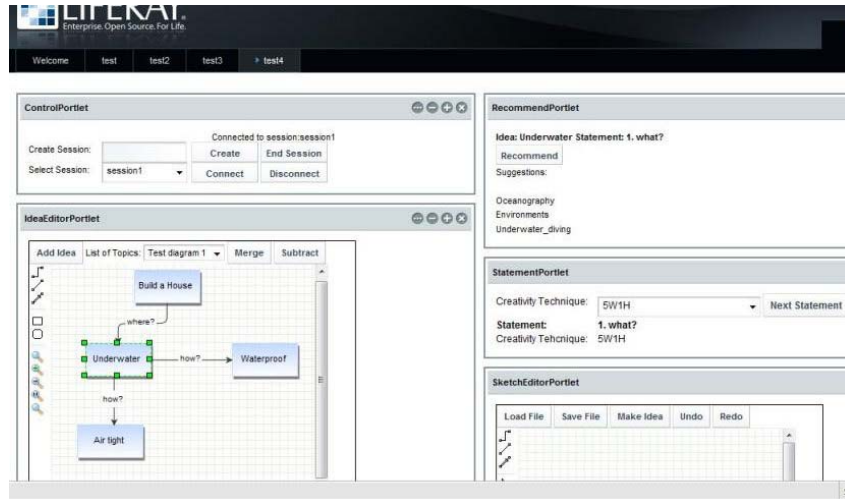 LIFERAY.
Enterprise. Open Source. For Life.
Welcome test test2 test3 test4
ControlPortlet
Connected to session:session1
Create Session: Create End Session
Select Session: session1 Connect Disconnect
IdeaEditorPortlet
Add Idea List of Topics: Test diagram 1 Merge Subtract
Build a House
where?
Underwater how? Waterproof
how?
Air tight
RecommendPortlet
Idea: Underwater Statement: 1. what?
Recommend
Suggestions:
Oceanography
Environments
Underwater_diving
StatementPortlet
Creativity Technique: 5W1H Next Statement
Statement: 1. what?
Creativity Tehcnique: 5W1H
SketchEditorPortlet
Load File Save File Make Idea Undo Redo